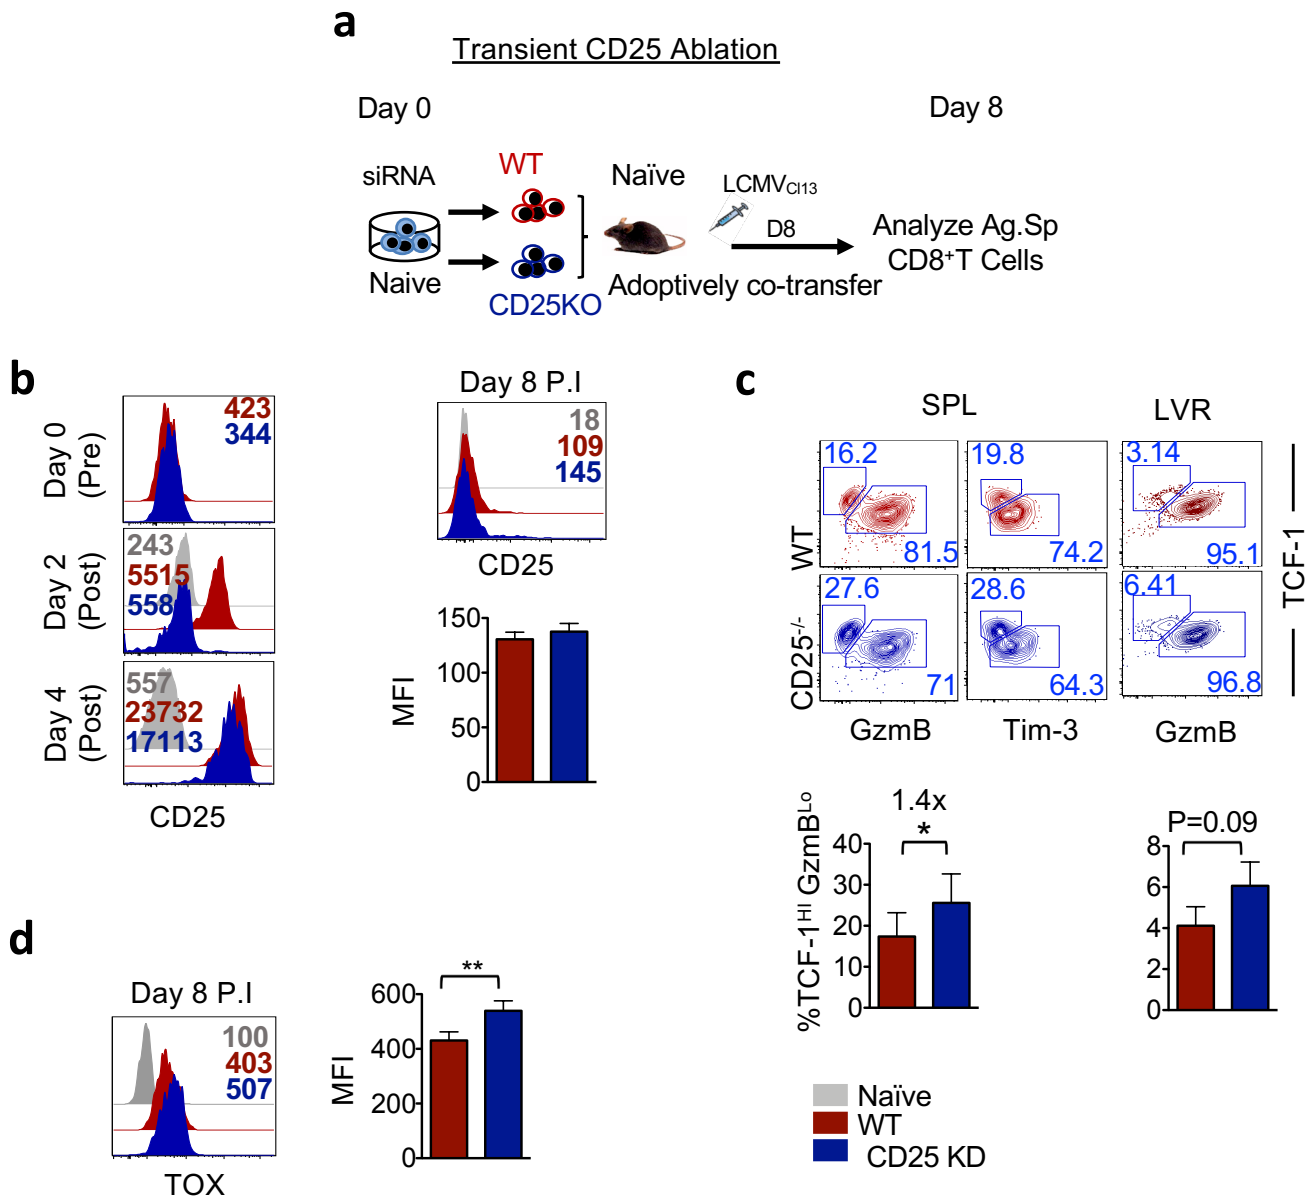 a
Transient CD25 Ablation
Day 0
Day 8
siRNA
WT
Naïve
LCMVCl13
D8
Analyze Ag.Sp
CD8+T Cells
Naive
CD25KO
Adoptively co-transfer
b
Day 0
(Pre)
423
344
Day 2
(Post)
243
5515
558
Day 4
(Post)
557
23732
17113
CD25
Day 8 P.I
18
109
145
CD25
MFI
150
100
50
0
c
SPL
LVR
WT
16.2
81.5
19.8
74.2
3.14
95.1
CD25-/-
27.6
71
28.6
64.3
6.41
96.8
TCF-1
GzmB
Tim-3
GzmB
%TCF-1HI GzmBLo
1.4x
*
40
30
20
10
0
P=0.09
8
6
4
2
0
d
Day 8 P.I
100
403
507
TOX
MFI
**
600
400
200
0
Naïve
WT
CD25 KD